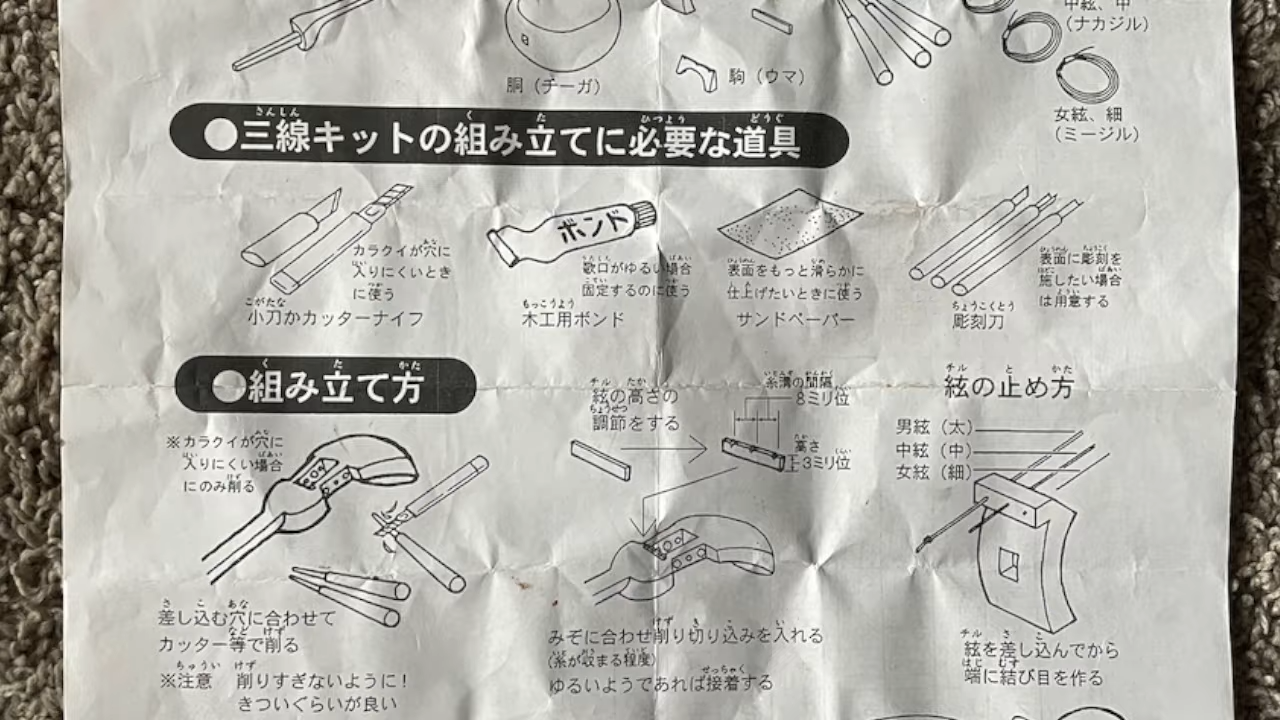 胴（チーガ）
駒（ウマ）
中絃、中
（ナカジル）
女絃、細
（ミージル）
●三線キットの組み立てに必要な道具
カラクイが穴に
入りにくいとき
に使う
小刀かカッターナイフ
ボンド
歌口がゆるい場合
固定するのに使う
木工用ボンド
表面をもっと滑らかに
仕上げたいときに使う
サンドペーパー
表面に彫刻を
施したい場合
は用意する
彫刻刀
●組み立て方
※カラクイが穴に
入りにくい場合
にのみ削る
差し込む穴に合わせて
カッター等で削る
※注意　削りすぎないように！
きついぐらいが良い
絃の高さの
調節をする
糸溝の間隔
8ミリ位
高さ
3ミリ位
みぞに合わせ削り切り込みを入れる
（糸が収まる程度）
ゆるいようであれば接着する
絃の止め方
男絃（太）
中絃（中）
女絃（細）
絃を差し込んでから
端に結び目を作る